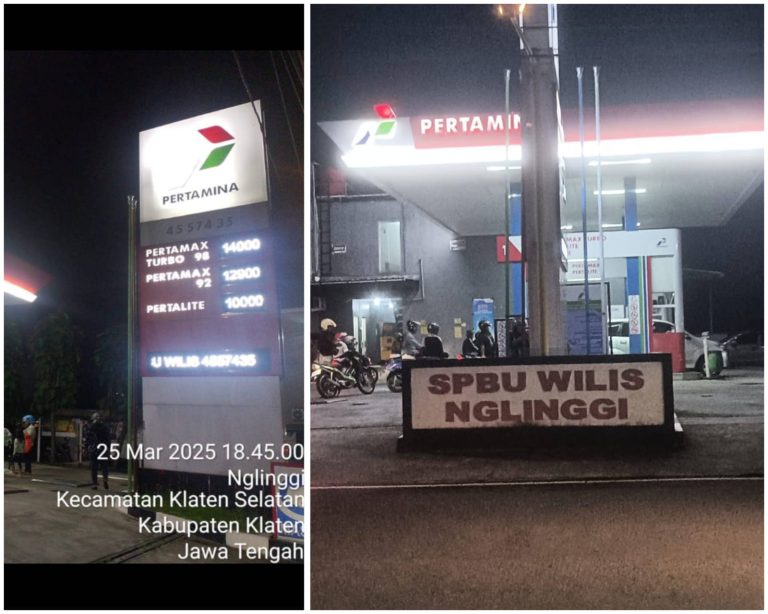 PERTAMINA
45 574 35
PERTAMAX TURBO 98 14000
PERTAMAX 92 12900
PERTALITE 10000
U WILIS 4557435
25 Mar 2025 18.45.00
Nglinggi
Kecamatan Klaten Selatan
Kabupaten Klaten
Jawa Tengah
PERTAMINA
SPBU WILIS
NGLINGGI